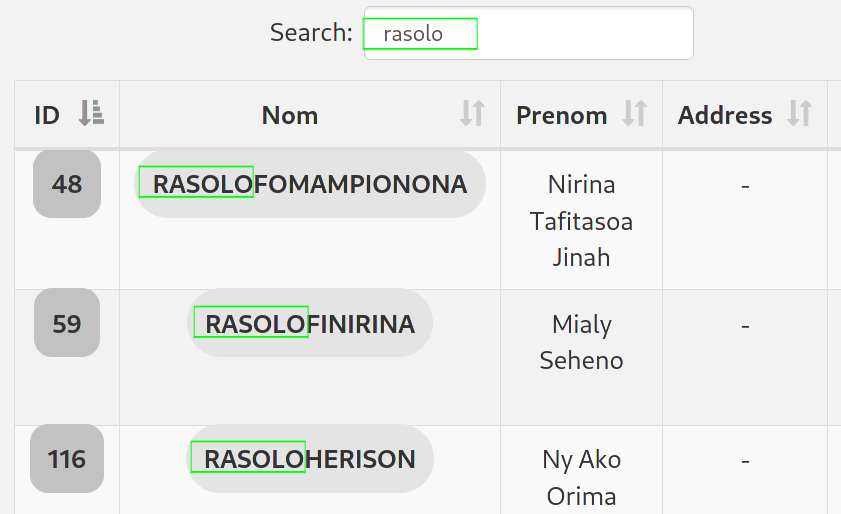 Search: rasolo
ID Nom Prenom Address
48 RASOLOFOMAMPIONONA Nirina -
Tafitasoa
Jinah
59 RASOLOFINIRINA Mialy -
Seheno
116 RASOLOHERISON Ny Ako -
Orima